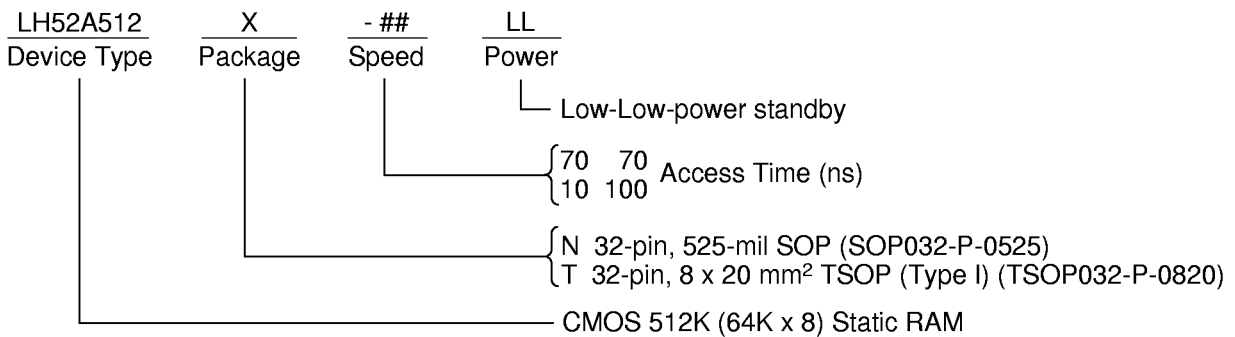 LH52A512 X - ## LL
Device Type Package Speed Power
Low-Low-power standby
70 70
10 100
Access Time (ns)
N 32-pin, 525-mil SOP (SOP032-P-0525)
T 32-pin, 8 x 20 mm² TSOP (Type I) (TSOP032-P-0820)
CMOS 512K (64K x 8) Static RAM